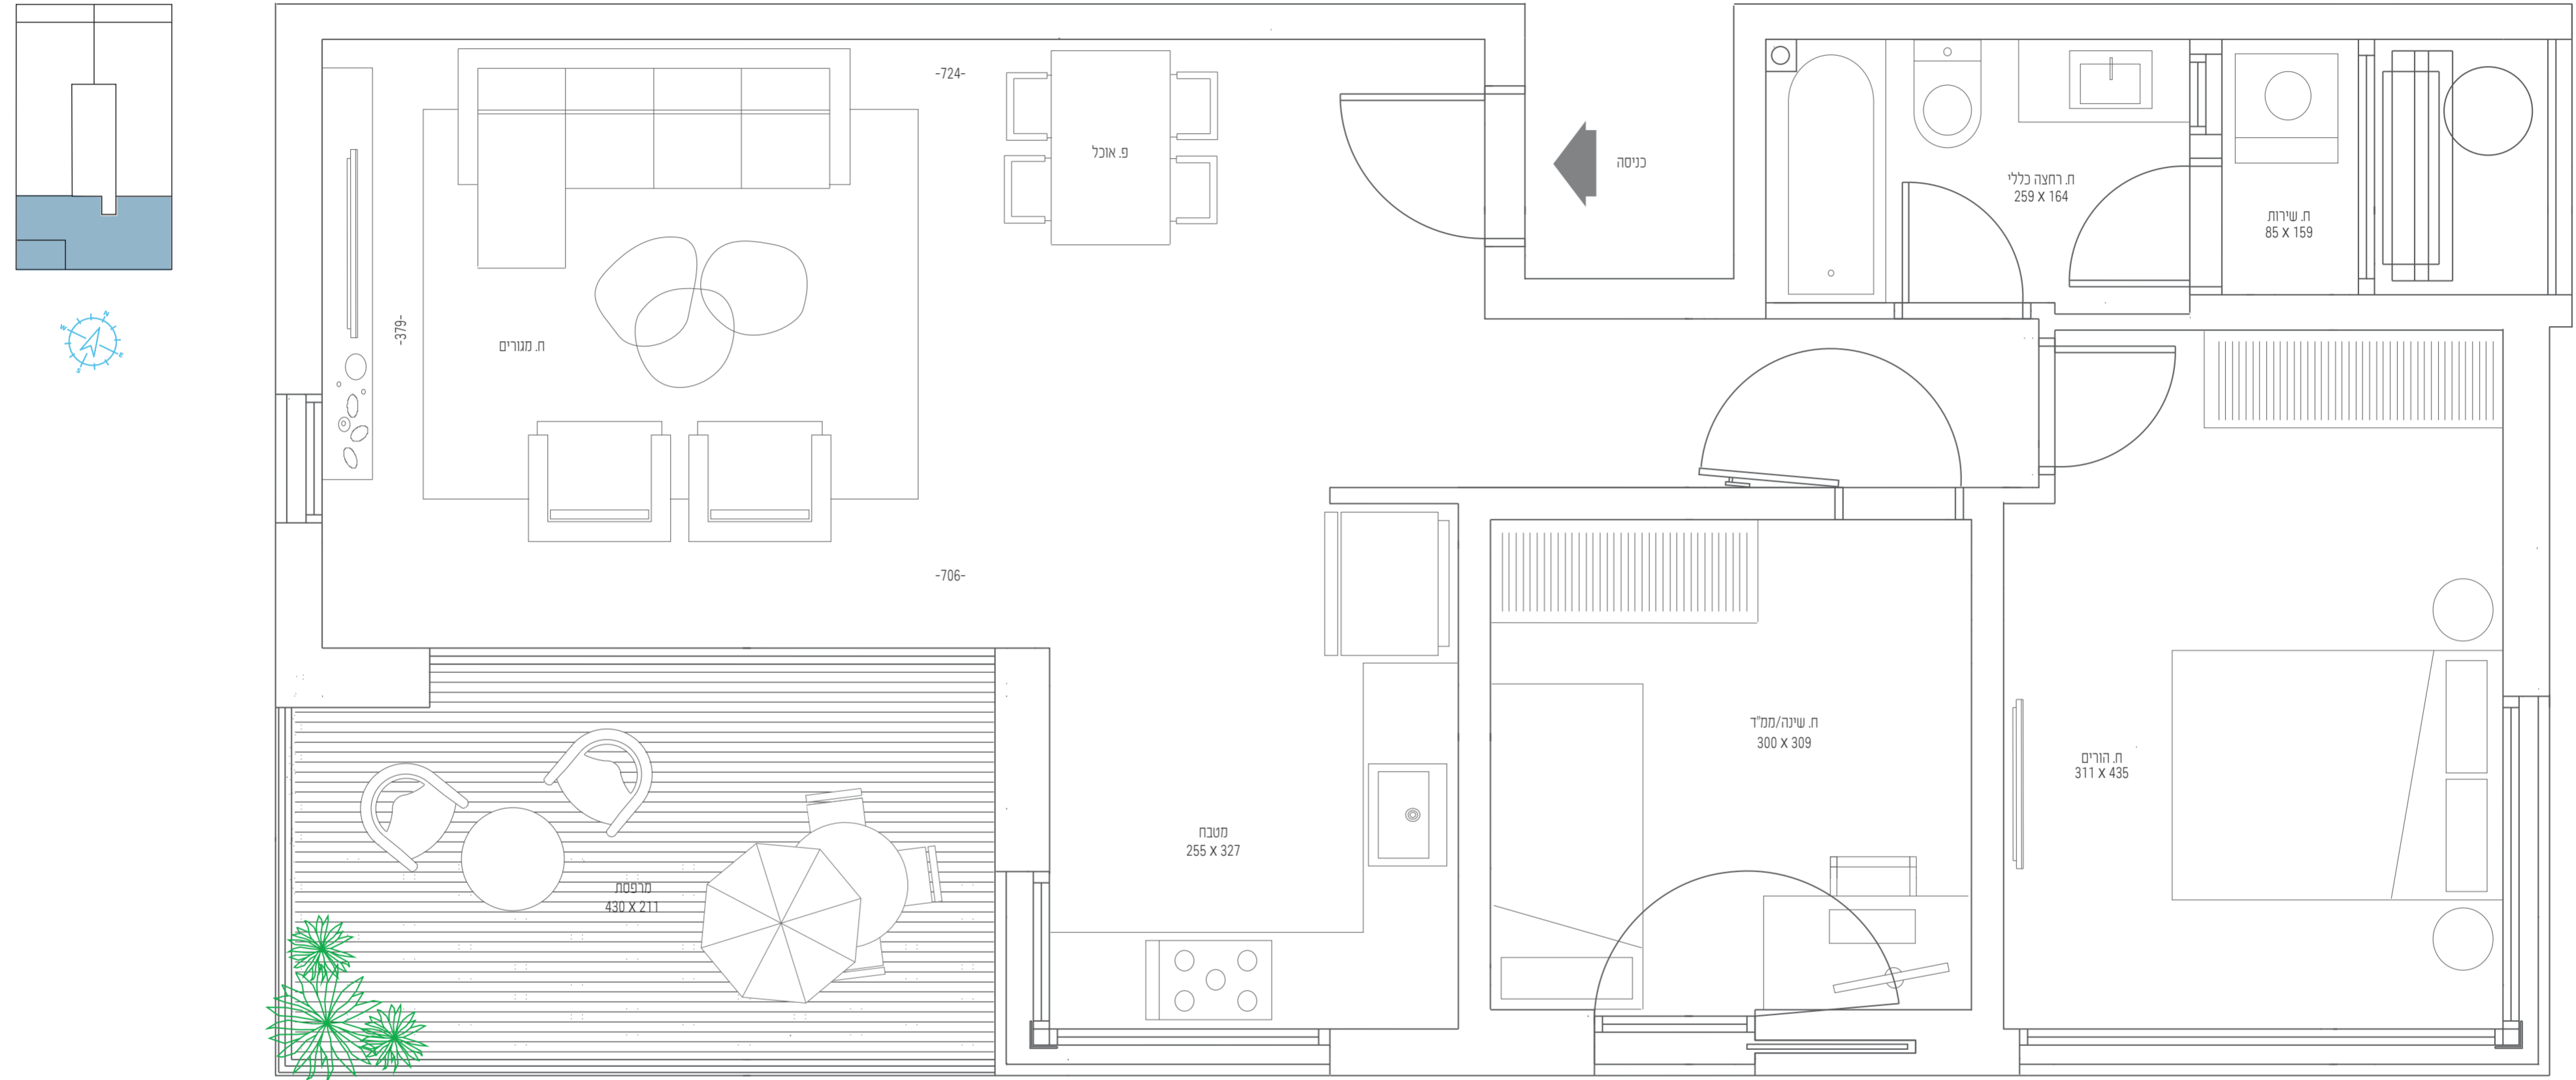 -724-
פ. אוכל
כניסה
ח. רחצה כללי
259 X 164
ח. שירות
85 X 159
-379-
ח. מגורים
N
W
E
S
-706-
ח. שינה/ממ"ד
300 X 309
ח. הורים
311 X 435
מטבח
255 X 327
מרפסת
430 X 211